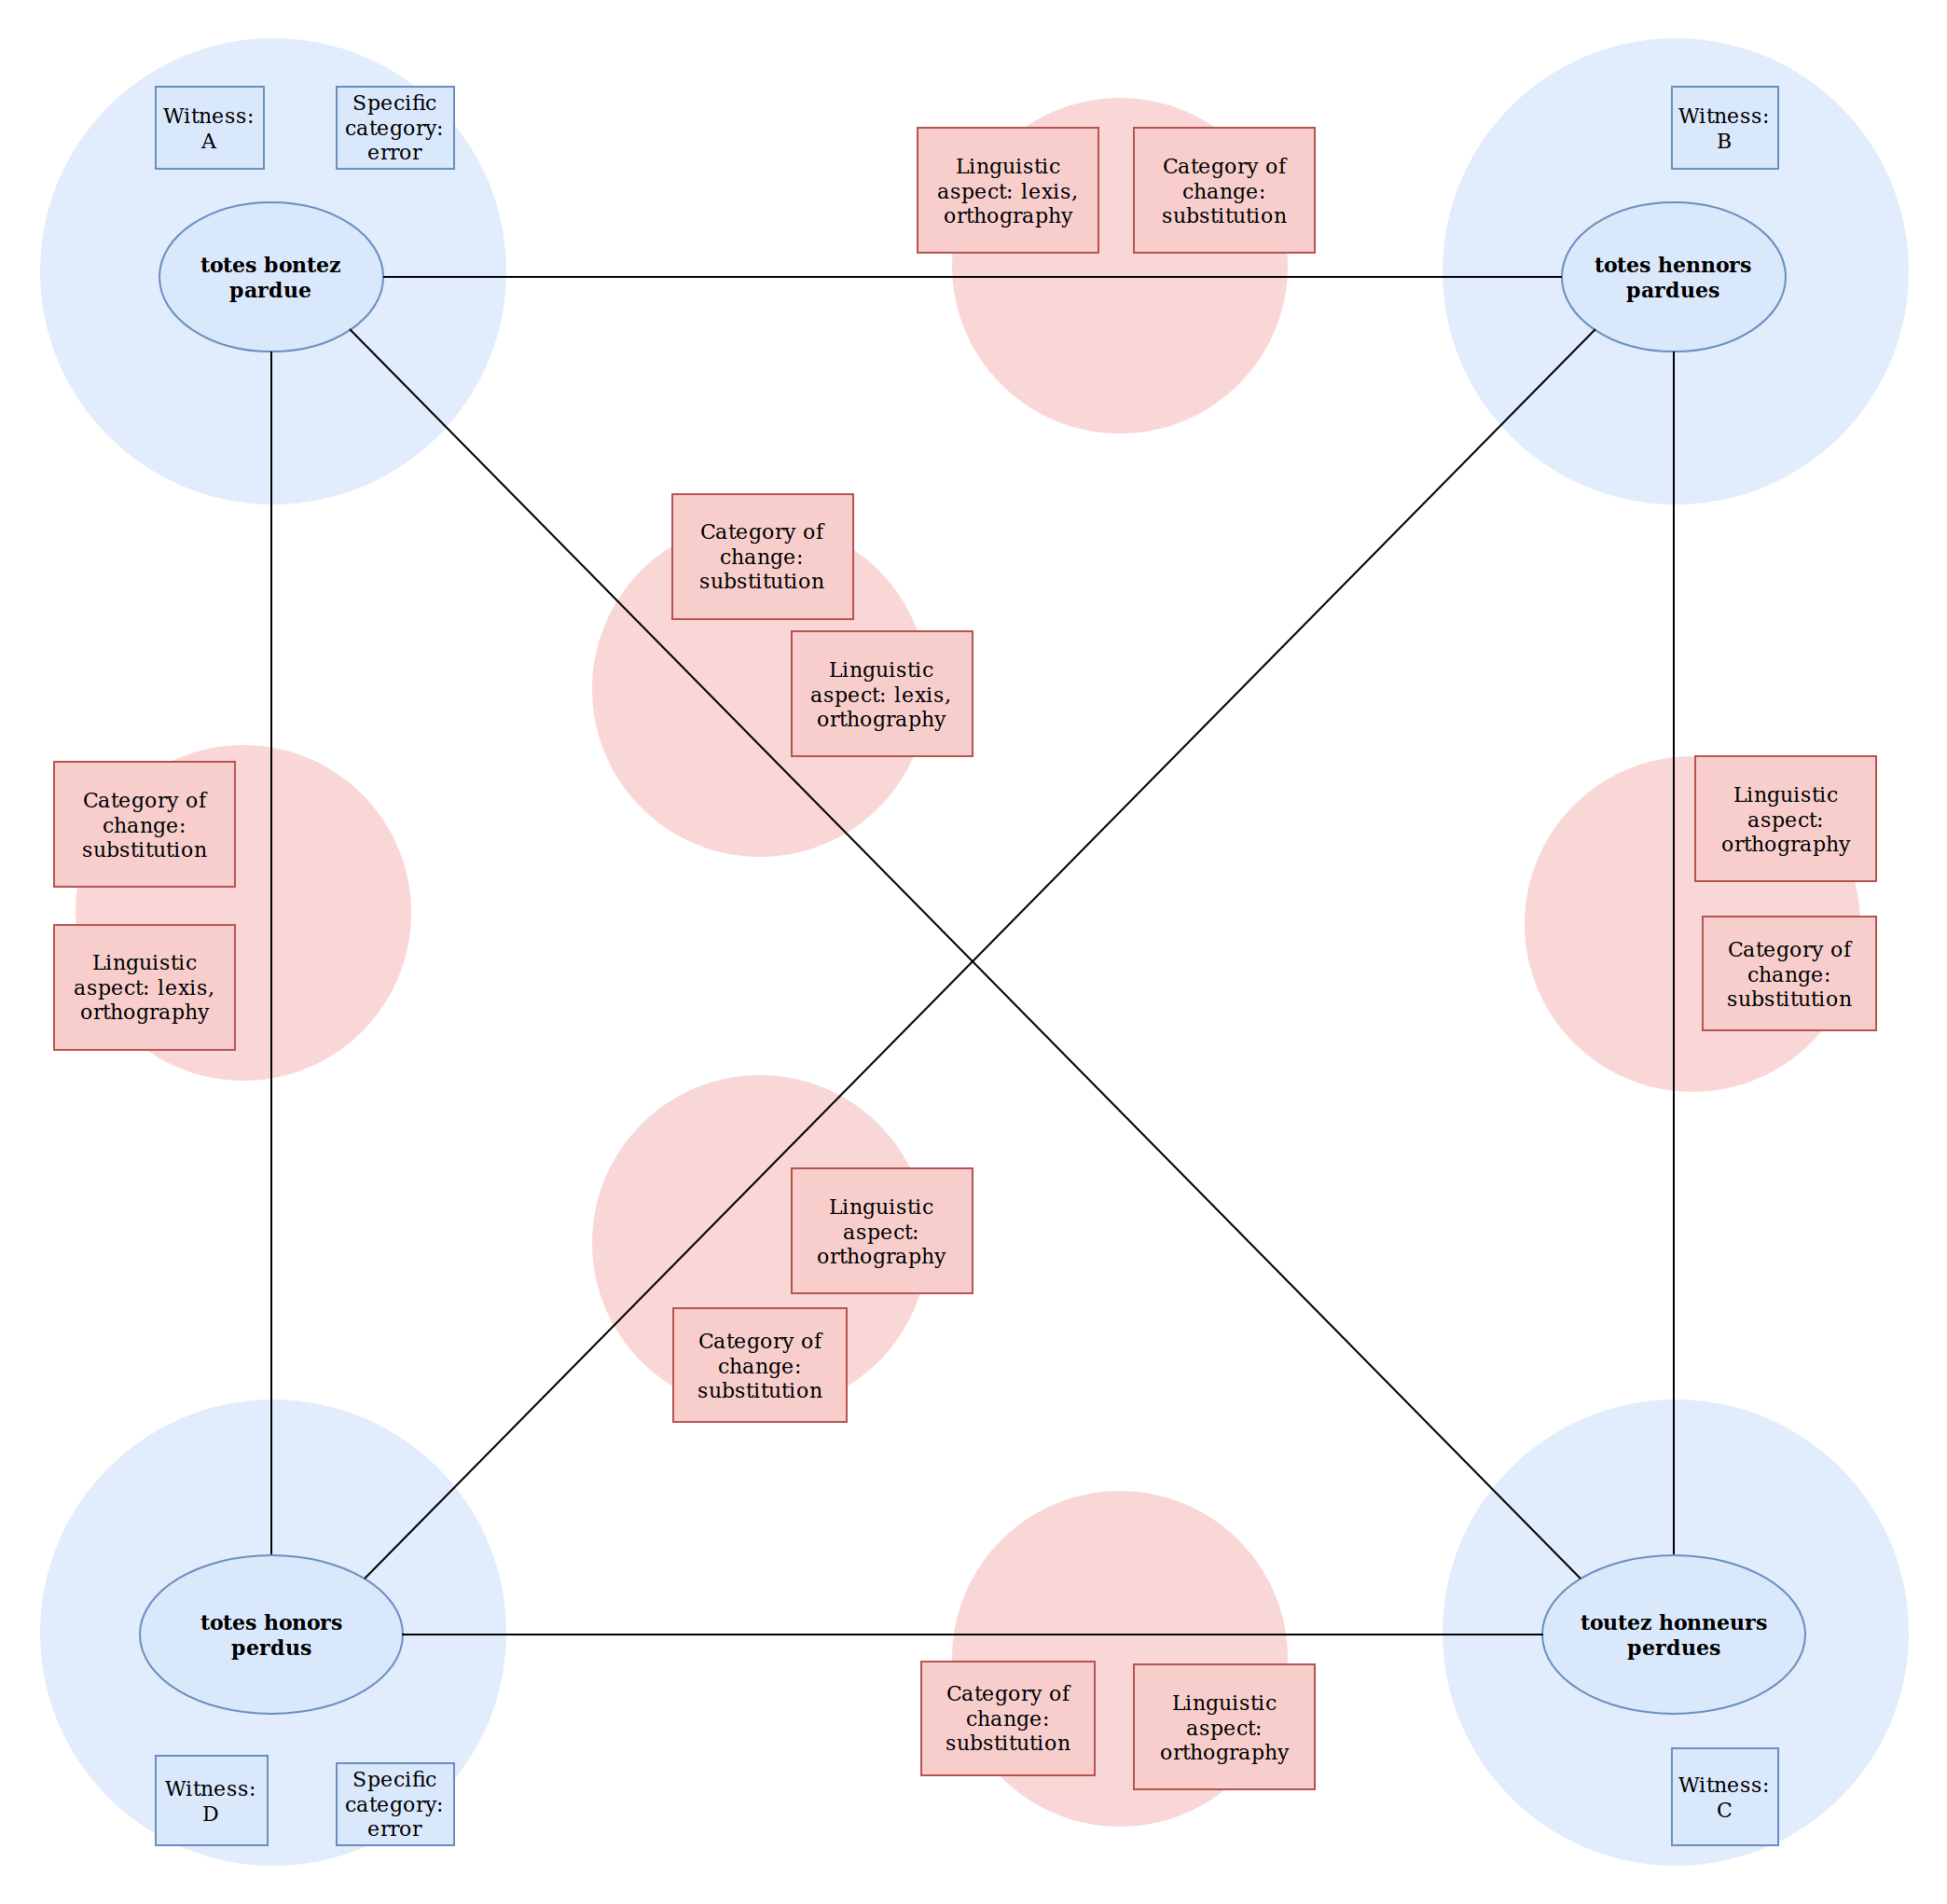 Witness:
A
Specific
category:
error
totes bontez
pardue
Linguistic
aspect: lexis,
orthography
Category of
change:
substitution
Witness:
B
totes hennors
pardues
Category of
change:
substitution
Linguistic
aspect: lexis,
orthography
Category of
change:
substitution
Linguistic
aspect: lexis,
orthography
Linguistic
aspect:
orthography
Category of
change:
substitution
Linguistic
aspect:
orthography
Category of
change:
substitution
totes honors
perdus
Witness:
D
Specific
category:
error
Category of
change:
substitution
Linguistic
aspect:
orthography
toutez honneurs
perdues
Witness:
C